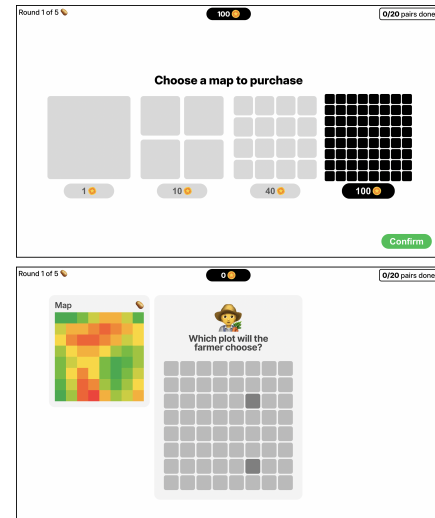 Round 1 of 5
100
0/20 pairs done
Choose a map to purchase
1
10
40
100
Confirm
Round 1 of 5
0
0/20 pairs done
Map
Which plot will the
farmer choose?